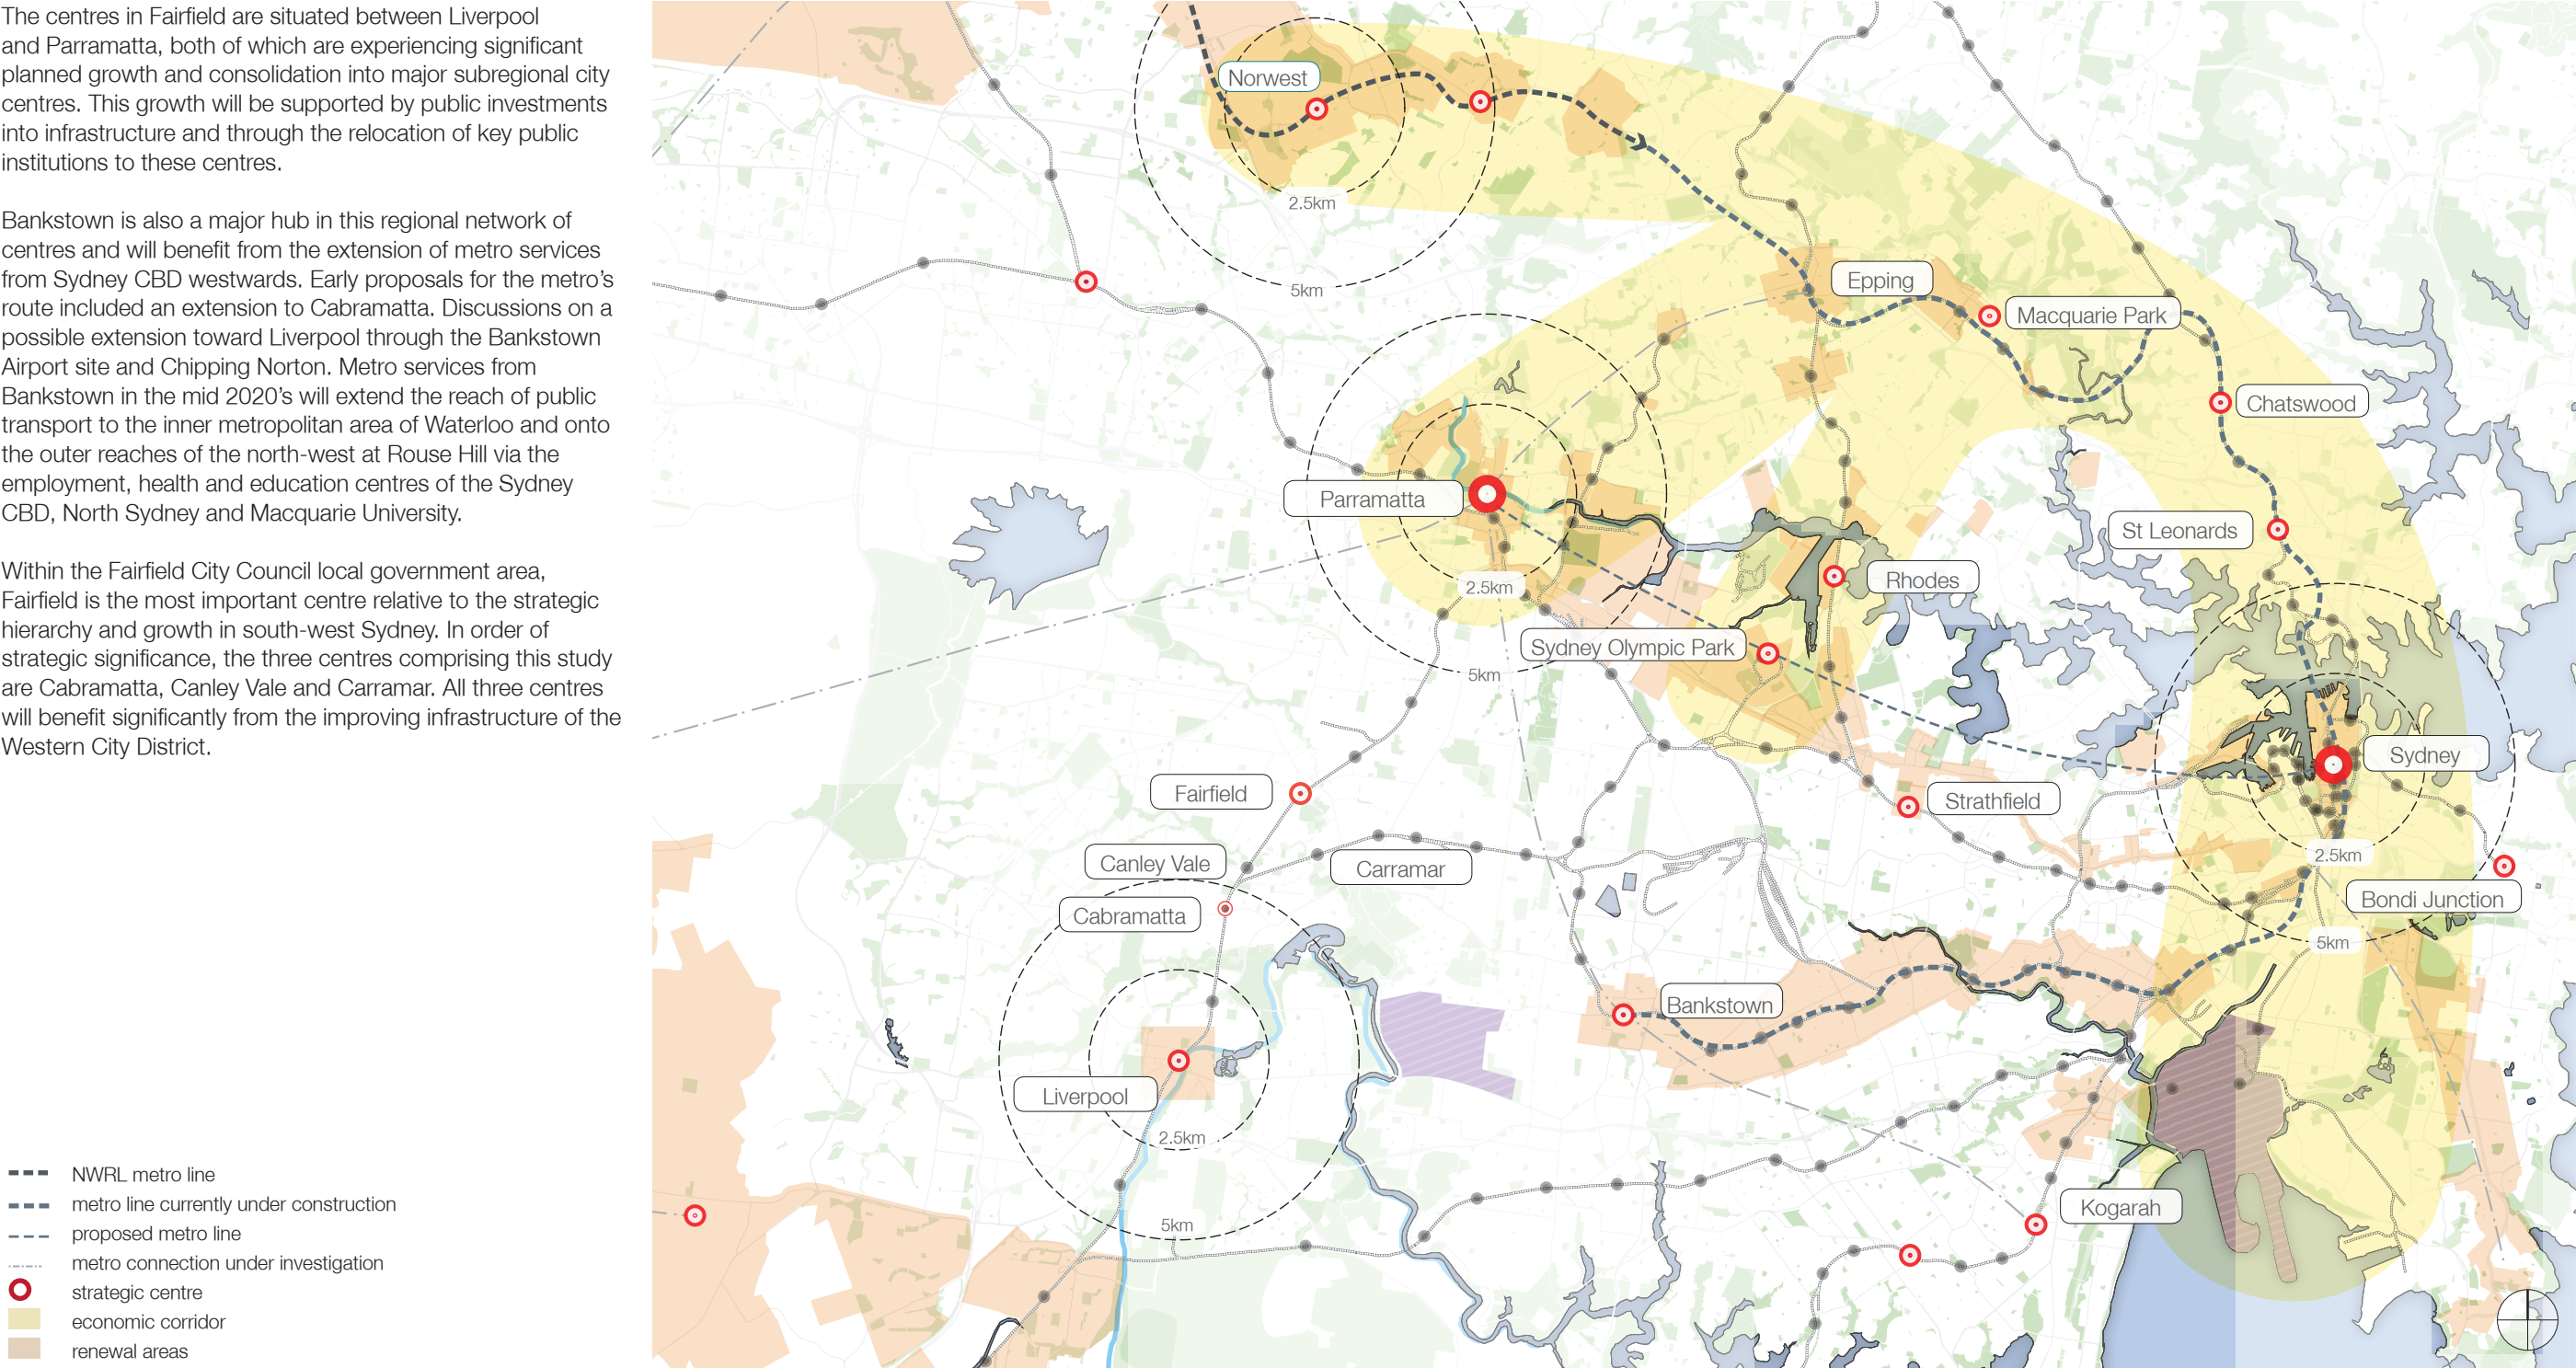 The centres in Fairfield are situated between Liverpool
and Parramatta, both of which are experiencing significant
planned growth and consolidation into major subregional city
centres. This growth will be supported by public investments
into infrastructure and through the relocation of key public
institutions to these centres.
Bankstown is also a major hub in this regional network of
centres and will benefit from the extension of metro services
from Sydney CBD westwards. Early proposals for the metro’s
route included an extension to Cabramatta. Discussions on a
possible extension toward Liverpool through the Bankstown
Airport site and Chipping Norton. Metro services from
Bankstown in the mid 2020’s will extend the reach of public
transport to the inner metropolitan area of Waterloo and onto
the outer reaches of the north-west at Rouse Hill via the
employment, health and education centres of the Sydney
CBD, North Sydney and Macquarie University.
Within the Fairfield City Council local government area,
Fairfield is the most important centre relative to the strategic
hierarchy and growth in south-west Sydney. In order of
strategic significance, the three centres comprising this study
are Cabramatta, Canley Vale and Carramar. All three centres
will benefit significantly from the improving infrastructure of the
Western City District.
NWRL metro line
metro line currently under construction
proposed metro line
metro connection under investigation
strategic centre
economic corridor
renewal areas
Norwest
2.5km
5km
Epping
Macquarie Park
Chatswood
Parramatta
St Leonards
2.5km
Rhodes
Sydney Olympic Park
5km
Sydney
Fairfield
Strathfield
Canley Vale
Carramar
2.5km
Bondi Junction
Cabramatta
5km
Bankstown
Liverpool
2.5km
5km
Kogarah